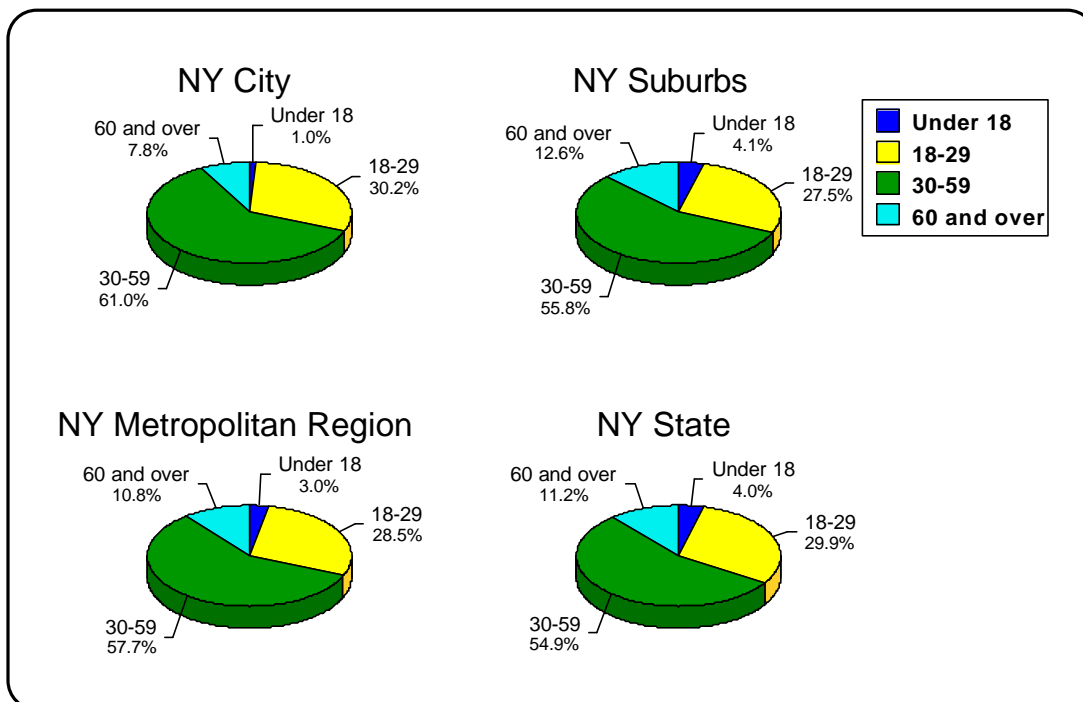 NY City
Under 18
1.0%
60 and over
7.8%
18-29
30.2%
30-59
61.0%
NY Suburbs
Under 18
4.1%
60 and over
12.6%
18-29
27.5%
30-59
55.8%
Under 18
18-29
30-59
60 and over
NY Metropolitan Region
Under 18
3.0%
60 and over
10.8%
18-29
28.5%
30-59
57.7%
NY State
Under 18
4.0%
60 and over
11.2%
18-29
29.9%
30-59
54.9%